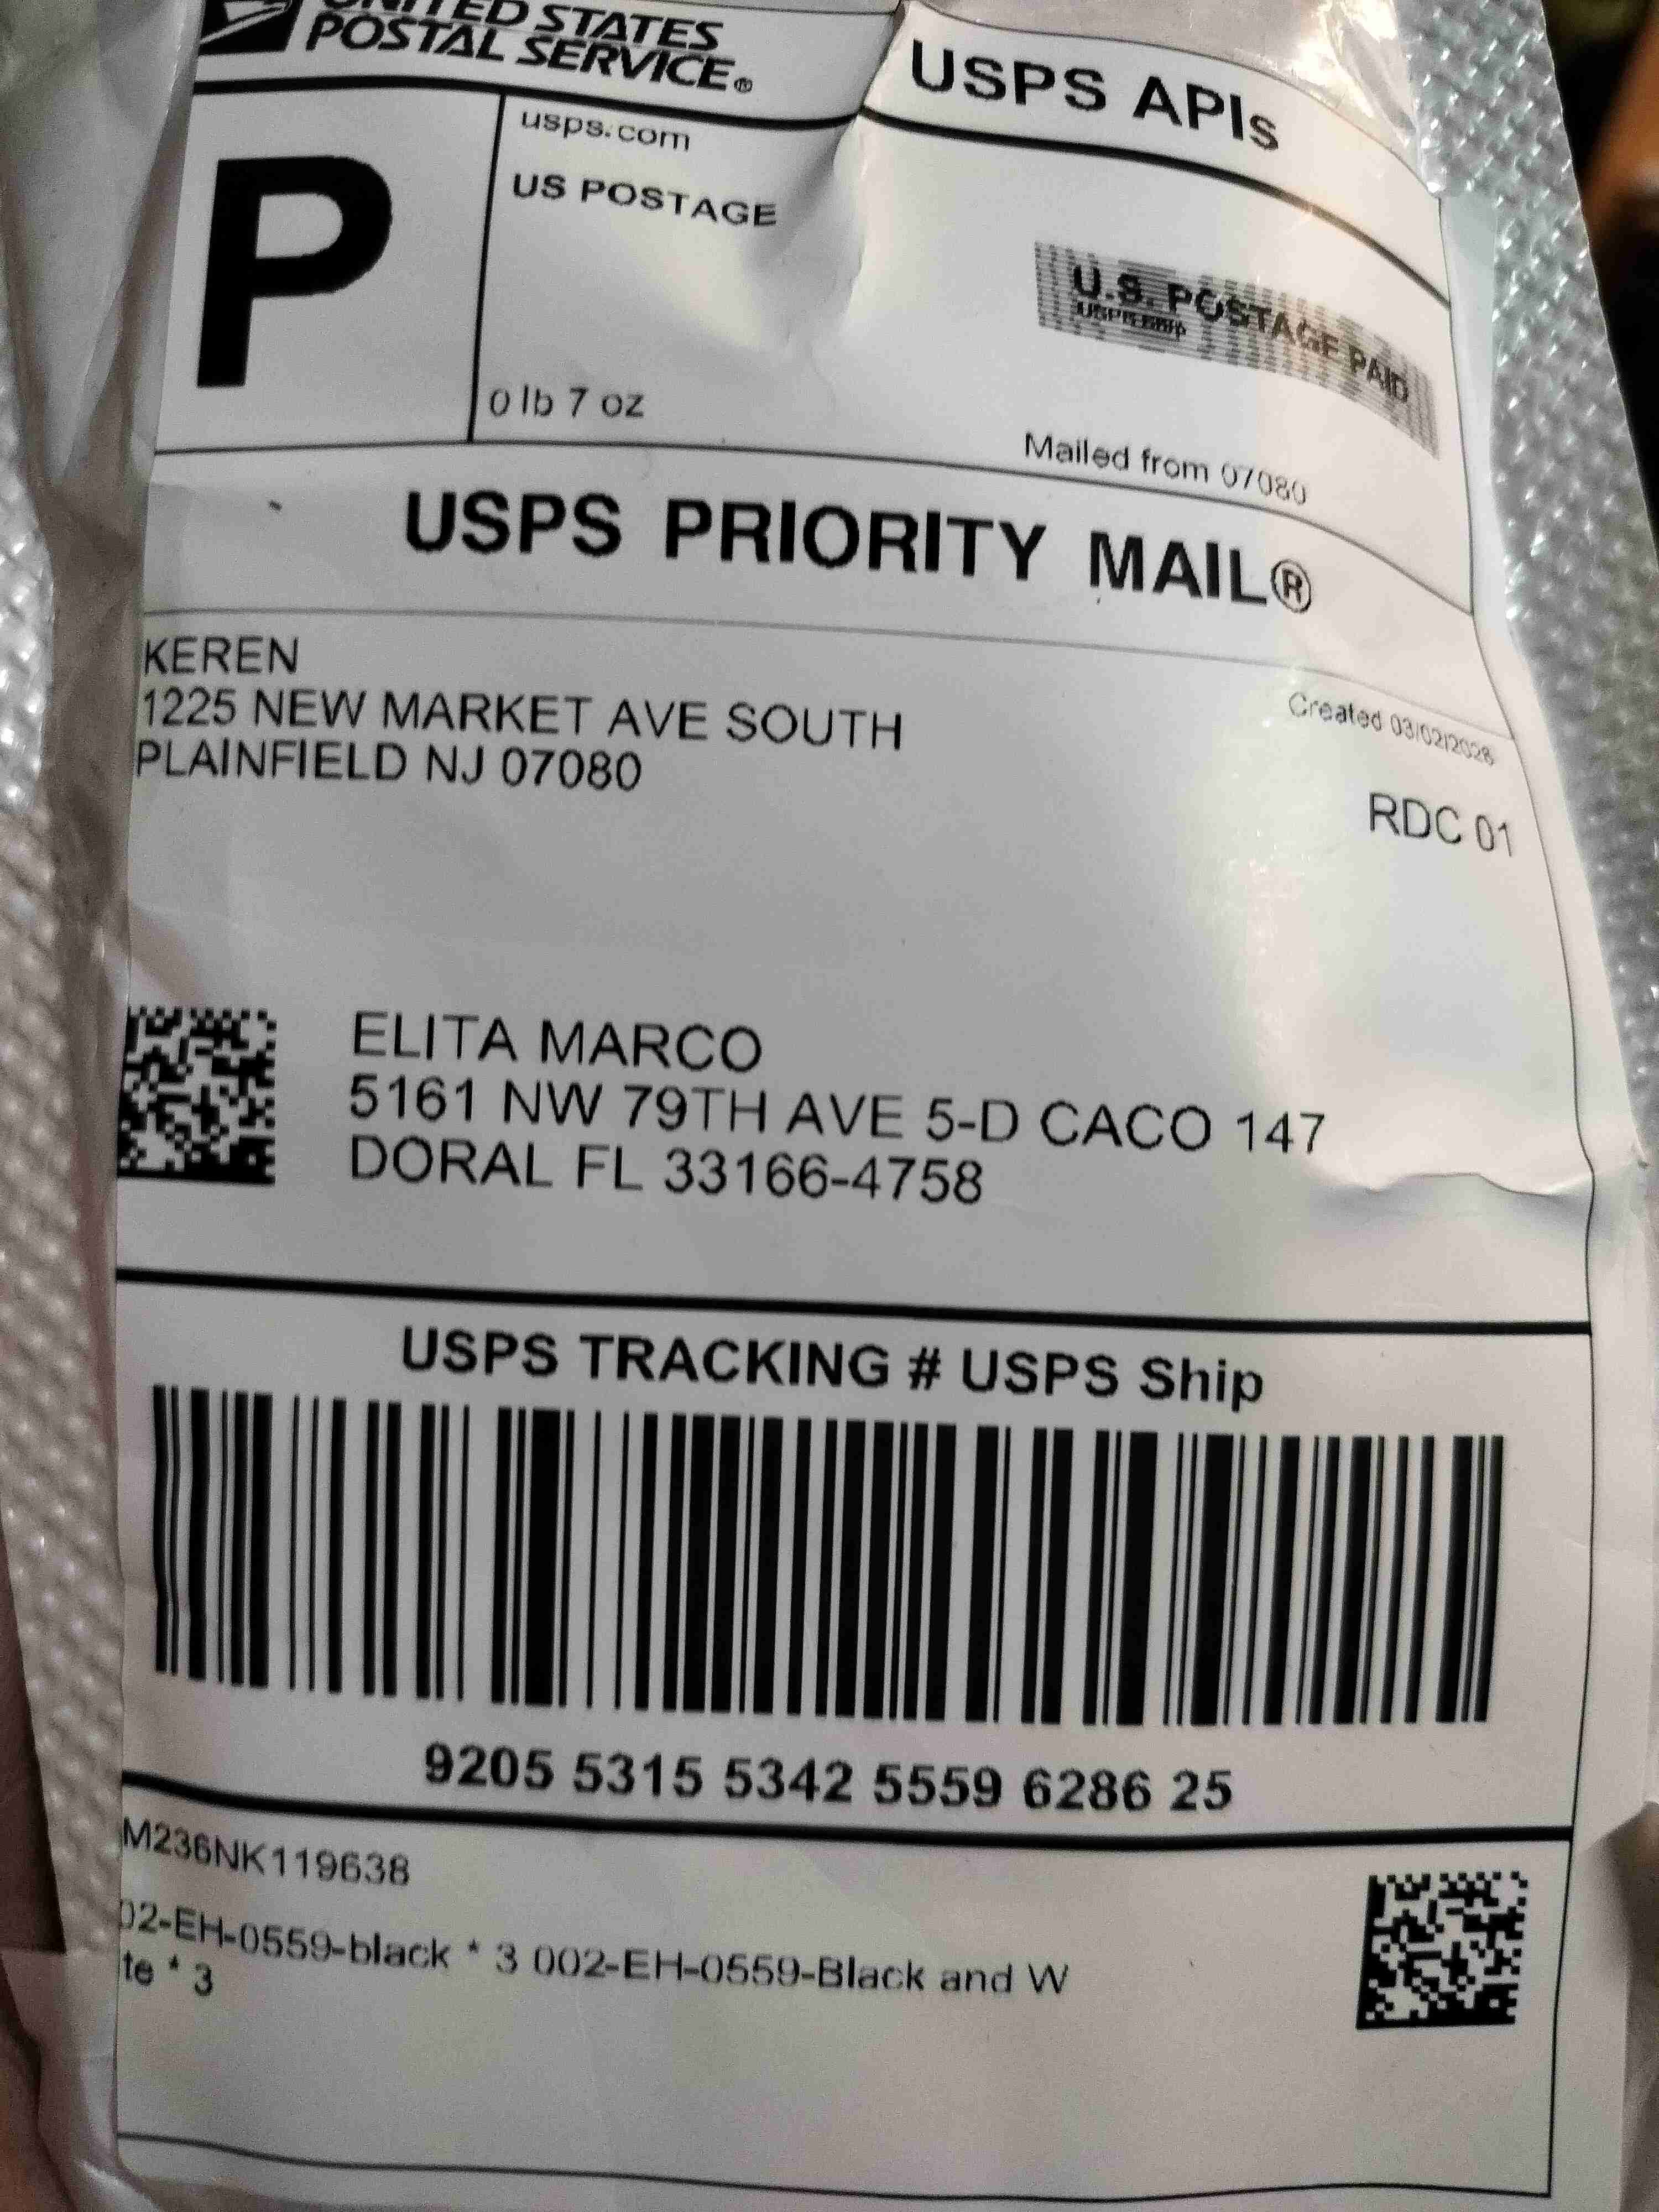 UNITED STATES
POSTAL SERVICE®
USPS APIs
P
usps.com
US POSTAGE
U.S. POSTAGE PAID
USPS Ship
0 lb 7 oz
Mailed from 07080
USPS PRIORITY MAIL®
KEREN
1225 NEW MARKET AVE SOUTH
PLAINFIELD NJ 07080
Created 03/02/2026
RDC 01
ELITA MARCO
5161 NW 79TH AVE 5-D CACO 147
DORAL FL 33166-4758
USPS TRACKING # USPS Ship
9205 5315 5342 5559 6286 25
M236NK119638
02-EH-0559-black * 3 002-EH-0559-Black and W
te * 3